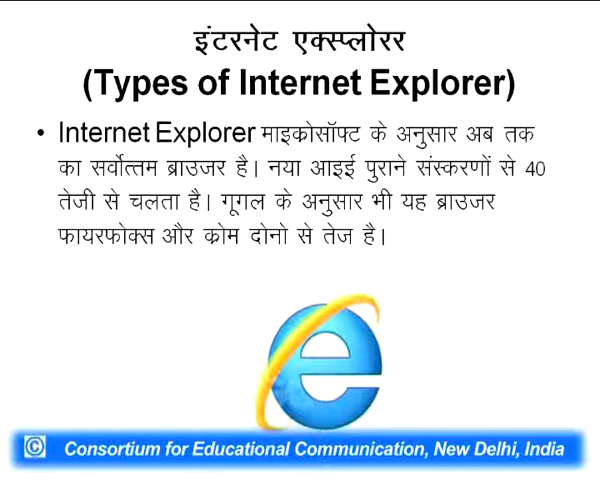 इंटरनेट एक्स्प्लोरर
(Types of Internet Explorer)
• Internet Explorer माइक्रोसॉफ्ट के अनुसार अब तक
का सर्वोत्तम ब्राउजर है। नया आइई पुराने संस्करणों से 40
तेजी से चलता है। गूगल के अनुसार भी यह ब्राउजर
फायरफोक्स और क्रोम दोनो से तेज है।
© Consortium for Educational Communication, New Delhi, India